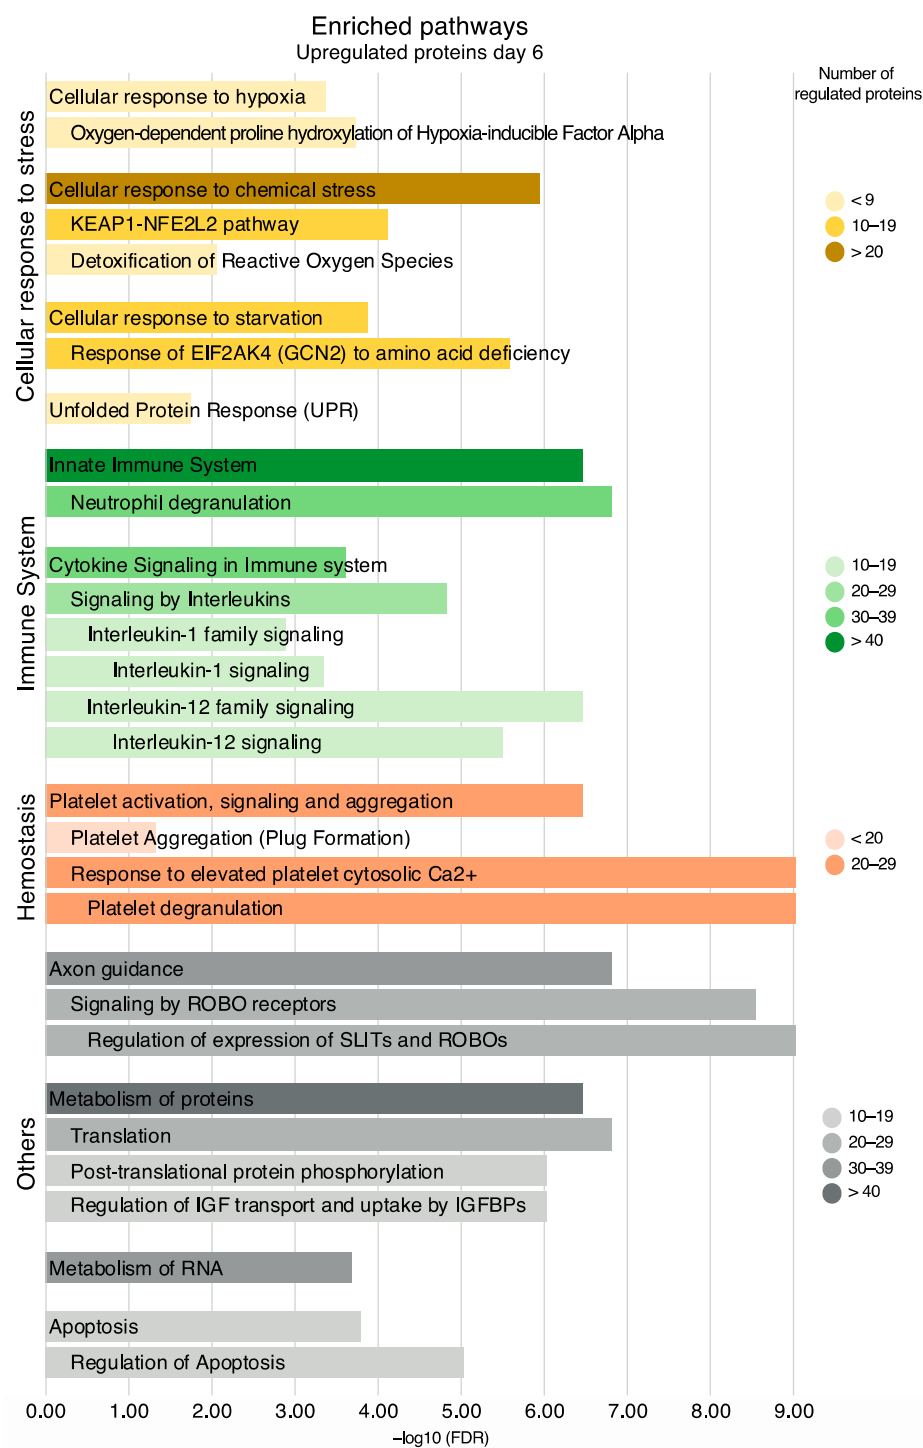 Enriched pathways
Upregulated proteins day 6
Number of
regulated proteins
Cellular response to stress
Cellular response to hypoxia
Oxygen-dependent proline hydroxylation of Hypoxia-inducible Factor Alpha
Cellular response to chemical stress
KEAP1-NFE2L2 pathway
Detoxification of Reactive Oxygen Species
Cellular response to starvation
Response of EIF2AK4 (GCN2) to amino acid deficiency
Unfolded Protein Response (UPR)
< 9
10–19
> 20
Immune System
Innate Immune System
Neutrophil degranulation
Cytokine Signaling in Immune system
Signaling by Interleukins
Interleukin-1 family signaling
Interleukin-1 signaling
Interleukin-12 family signaling
Interleukin-12 signaling
10–19
20–29
30–39
> 40
Hemostasis
Platelet activation, signaling and aggregation
Platelet Aggregation (Plug Formation)
Response to elevated platelet cytosolic Ca2+
Platelet degranulation
< 20
20–29
Others
Axon guidance
Signaling by ROBO receptors
Regulation of expression of SLITs and ROBOs
Metabolism of proteins
Translation
Post-translational protein phosphorylation
Regulation of IGF transport and uptake by IGFBPs
Metabolism of RNA
Apoptosis
Regulation of Apoptosis
10–19
20–29
30–39
> 40
0.00 1.00 2.00 3.00 4.00 5.00 6.00 7.00 8.00 9.00
–log10 (FDR)